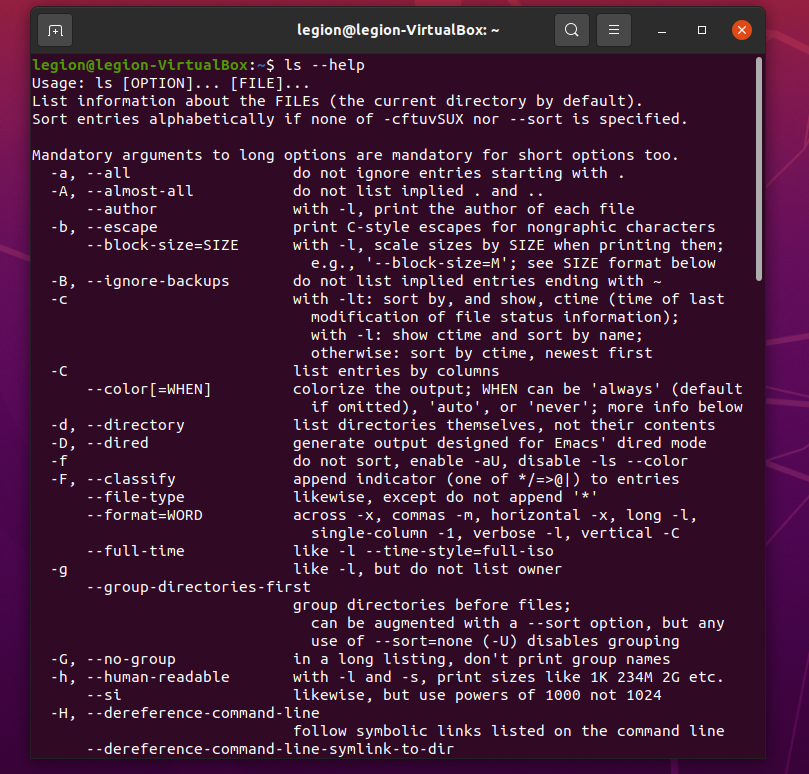 legion@legion-VirtualBox: ~
legion@legion-VirtualBox:~$ ls --help
Usage: ls [OPTION]... [FILE]...
List information about the FILEs (the current directory by default).
Sort entries alphabetically if none of -cftuvSUX nor --sort is specified.

Mandatory arguments to long options are mandatory for short options too.
  -a, --all                  do not ignore entries starting with .
  -A, --almost-all           do not list implied . and ..
      --author               with -l, print the author of each file
  -b, --escape               print C-style escapes for nongraphic characters
      --block-size=SIZE      with -l, scale sizes by SIZE when printing them;
                               e.g., '--block-size=M'; see SIZE format below
  -B, --ignore-backups       do not list implied entries ending with ~
  -c                         with -lt: sort by, and show, ctime (time of last
                               modification of file status information);
                               with -l: show ctime and sort by name;
                               otherwise: sort by ctime, newest first
  -C                         list entries by columns
      --color[=WHEN]         colorize the output; WHEN can be 'always' (default
                               if omitted), 'auto', or 'never'; more info below
  -d, --directory            list directories themselves, not their contents
  -D, --dired                generate output designed for Emacs' dired mode
  -f                         do not sort, enable -aU, disable -ls --color
  -F, --classify             append indicator (one of */=>@|) to entries
      --file-type            likewise, except do not append '*'
      --format=WORD          across -x, commas -m, horizontal -x, long -l,
                               single-column -1, verbose -l, vertical -C
      --full-time            like -l --time-style=full-iso
  -g                         like -l, but do not list owner
      --group-directories-first
                             group directories before files;
                               can be augmented with a --sort option, but any
                               use of --sort=none (-U) disables grouping
  -G, --no-group             in a long listing, don't print group names
  -h, --human-readable       with -l and -s, print sizes like 1K 234M 2G etc.
      --si                   likewise, but use powers of 1000 not 1024
  -H, --dereference-command-line
                             follow symbolic links listed on the command line
      --dereference-command-line-symlink-to-dir